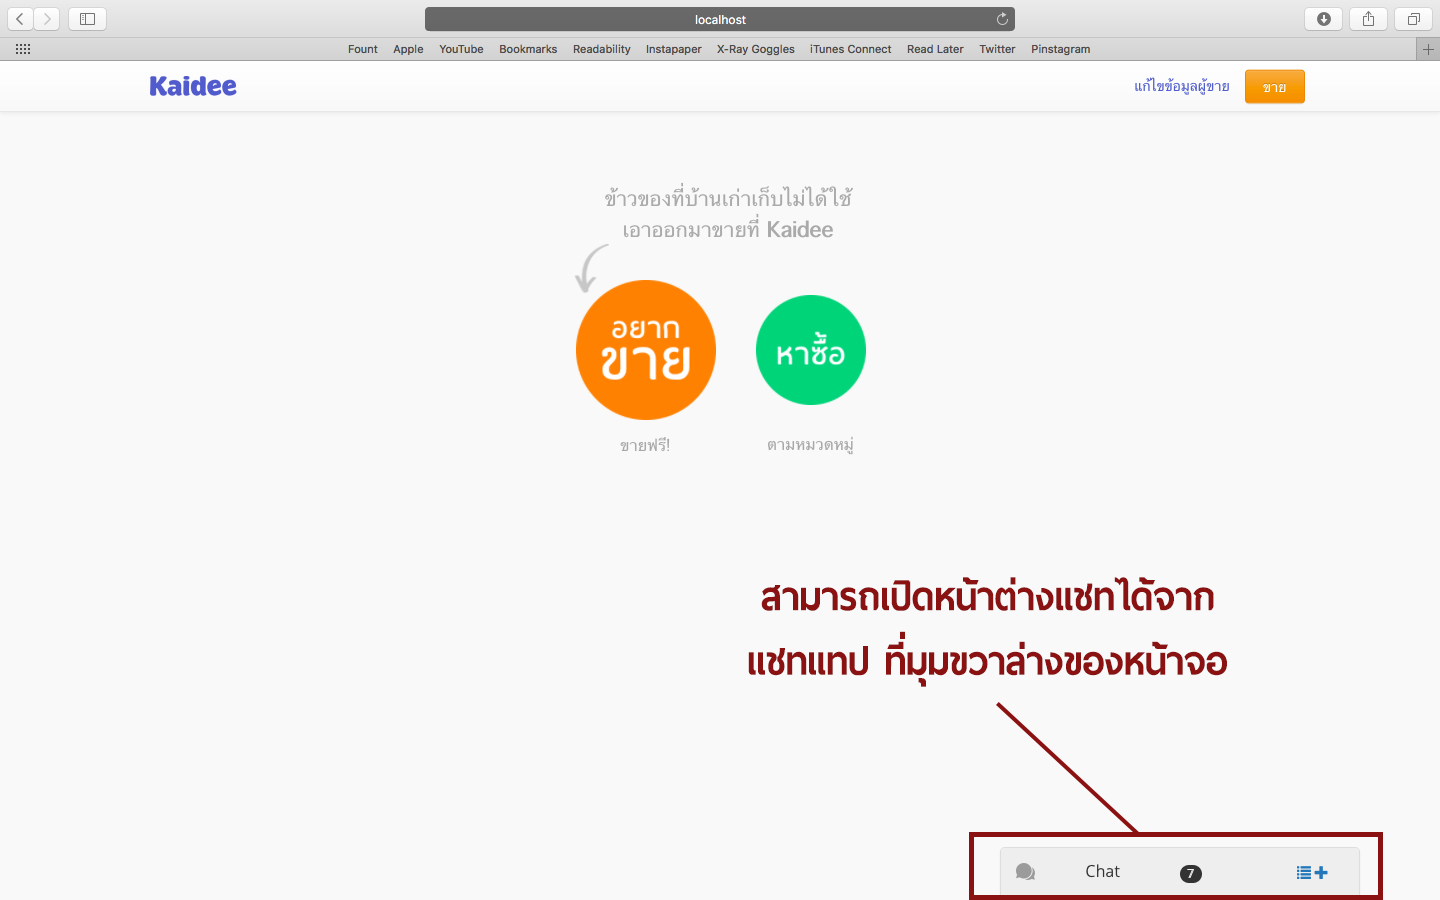 localhost
Fount Apple YouTube Bookmarks Readability Instapaper X-Ray Goggles iTunes Connect Read Later Twitter Pinstagram
Kaidee
แก้ไขข้อมูลผู้ขาย
ขาย
ข้าวของที่บ้านเก่าเก็บไม่ได้ใช้
เอาออกมาขายที่ Kaidee
อยาก
ขาย
หาซื้อ
ขายฟรี!
ตามหมวดหมู่
สามารถเปิดหน้าต่างแชทได้จาก
แชทแทป ที่มุมขวาล่างของหน้าจอ
Chat 7